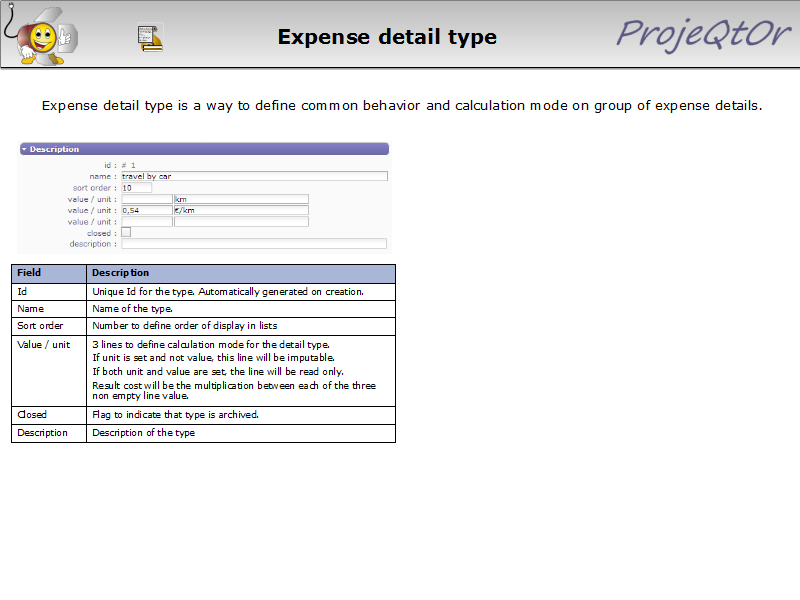 Expense detail type
ProjeQtOr
Expense detail type is a way to define common behavior and calculation mode on group of expense details.
Description
id : # 1
name : travel by car
sort order : 10
value / unit : km
value / unit : 0,54 €/km
value / unit :
closed :
description :
Field Description
Id Unique Id for the type. Automatically generated on creation.
Name Name of the type.
Sort order Number to define order of display in lists
Value / unit 3 lines to define calculation mode for the detail type.
If unit is set and not value, this line will be imputable.
If both unit and value are set, the line will be read only.
Result cost will be the multiplication between each of the three
non empty line value.
Closed Flag to indicate that type is archived.
Description Description of the type